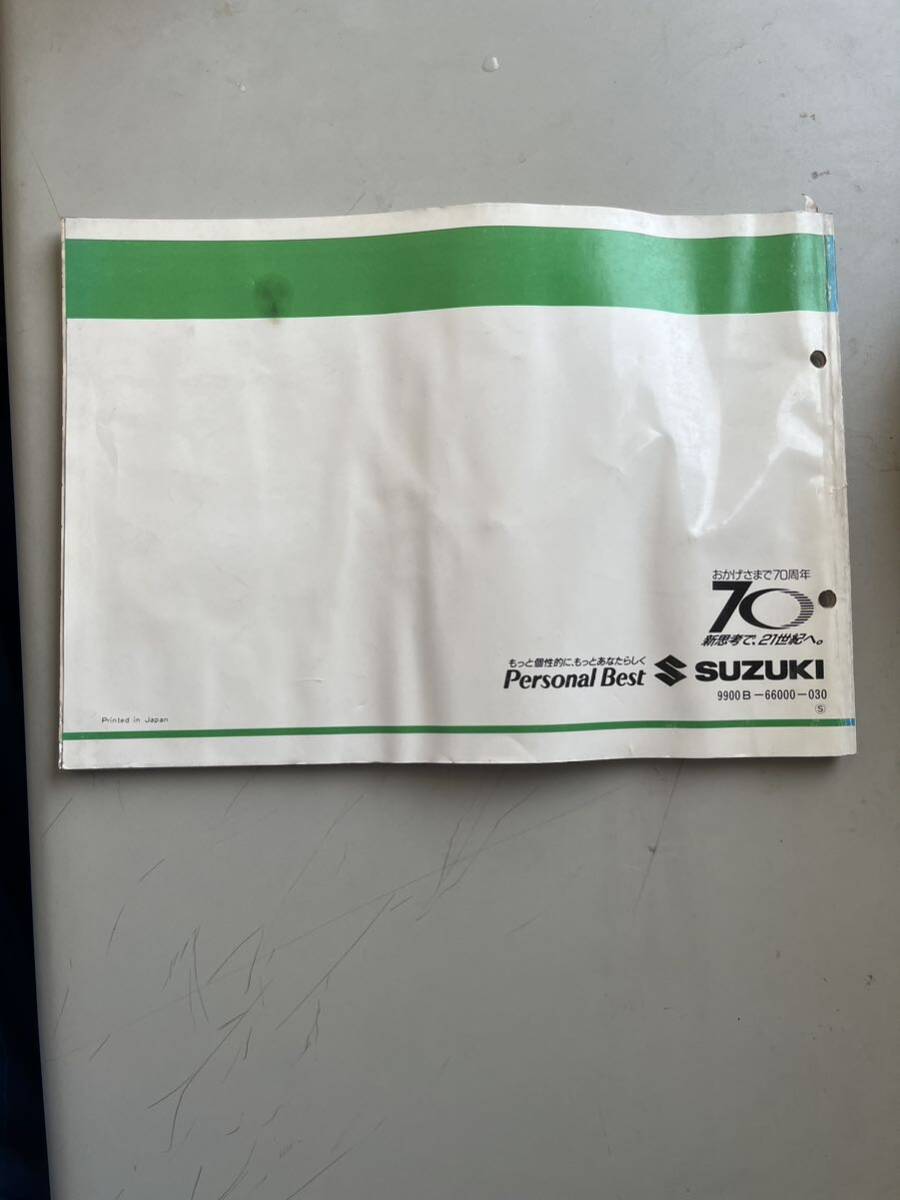 おかげさまで70周年
70
新思考で、21世紀へ。
もっと個性的に、もっとあなたらしく
Personal Best SUZUKI
9900B-66000-030
S
Printed in Japan